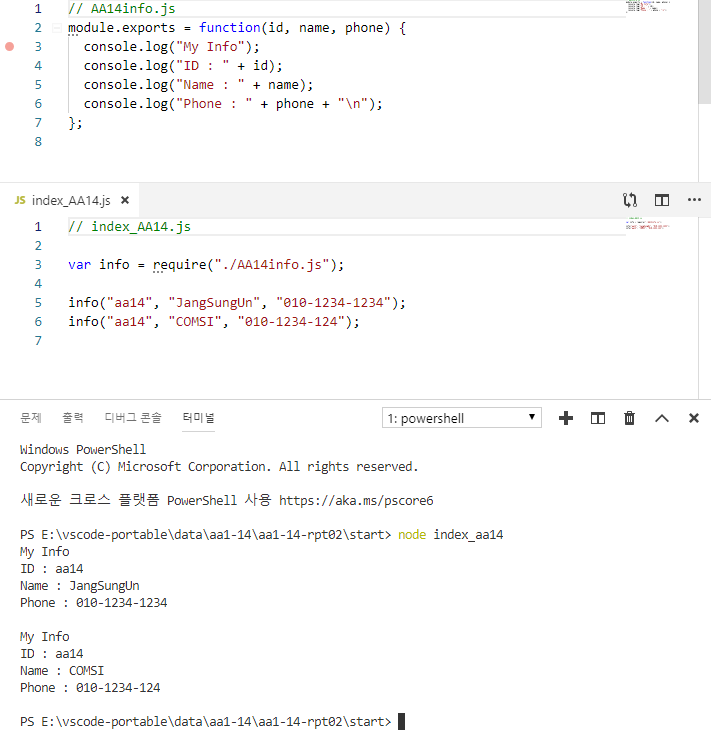 1 // AA14info.js
2 module.exports = function(id, name, phone) {
3   console.log("My Info");
4   console.log("ID : " + id);
5   console.log("Name : " + name);
6   console.log("Phone : " + phone + "\n");
7 };
8
JS index_AA14.js ×
1 // index_AA14.js
2
3 var info = require("./AA14info.js");
4
5 info("aa14", "JangSungUn", "010-1234-1234");
6 info("aa14", "COMSI", "010-1234-124");
7
문제 출력 디버그 콘솔 터미널 1: powershell
Windows PowerShell
Copyright (C) Microsoft Corporation. All rights reserved.
새로운 크로스 플랫폼 PowerShell 사용 https://aka.ms/pscore6
PS E:\vscode-portable\data\aa1-14\aa1-14-rpt02\start> node index_aa14
My Info
ID : aa14
Name : JangSungUn
Phone : 010-1234-1234
My Info
ID : aa14
Name : COMSI
Phone : 010-1234-124
PS E:\vscode-portable\data\aa1-14\aa1-14-rpt02\start>